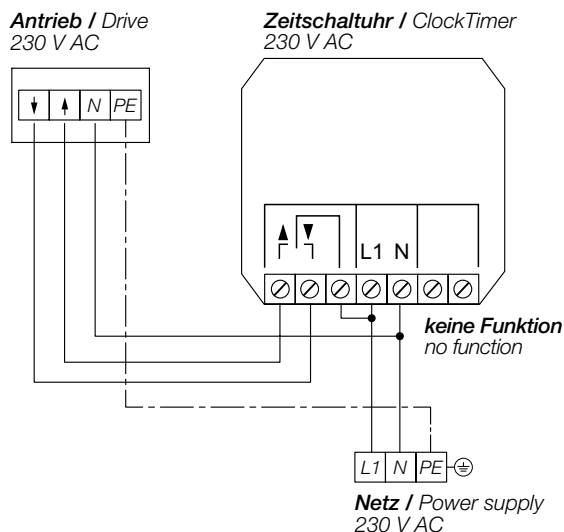 Antrieb / Drive
230 V AC
Zeitschaltuhr / ClockTimer
230 V AC
N PE
L1 N
keine Funktion
no function
L1 N PE
Netz / Power supply
230 V AC